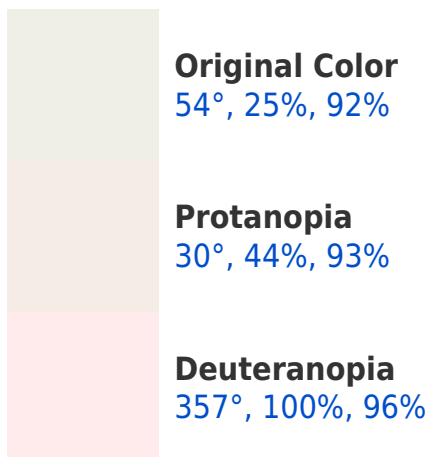 Original Color
54°, 25%, 92%
Protanopia
30°, 44%, 93%
Deuteranopia
357°, 100%, 96%